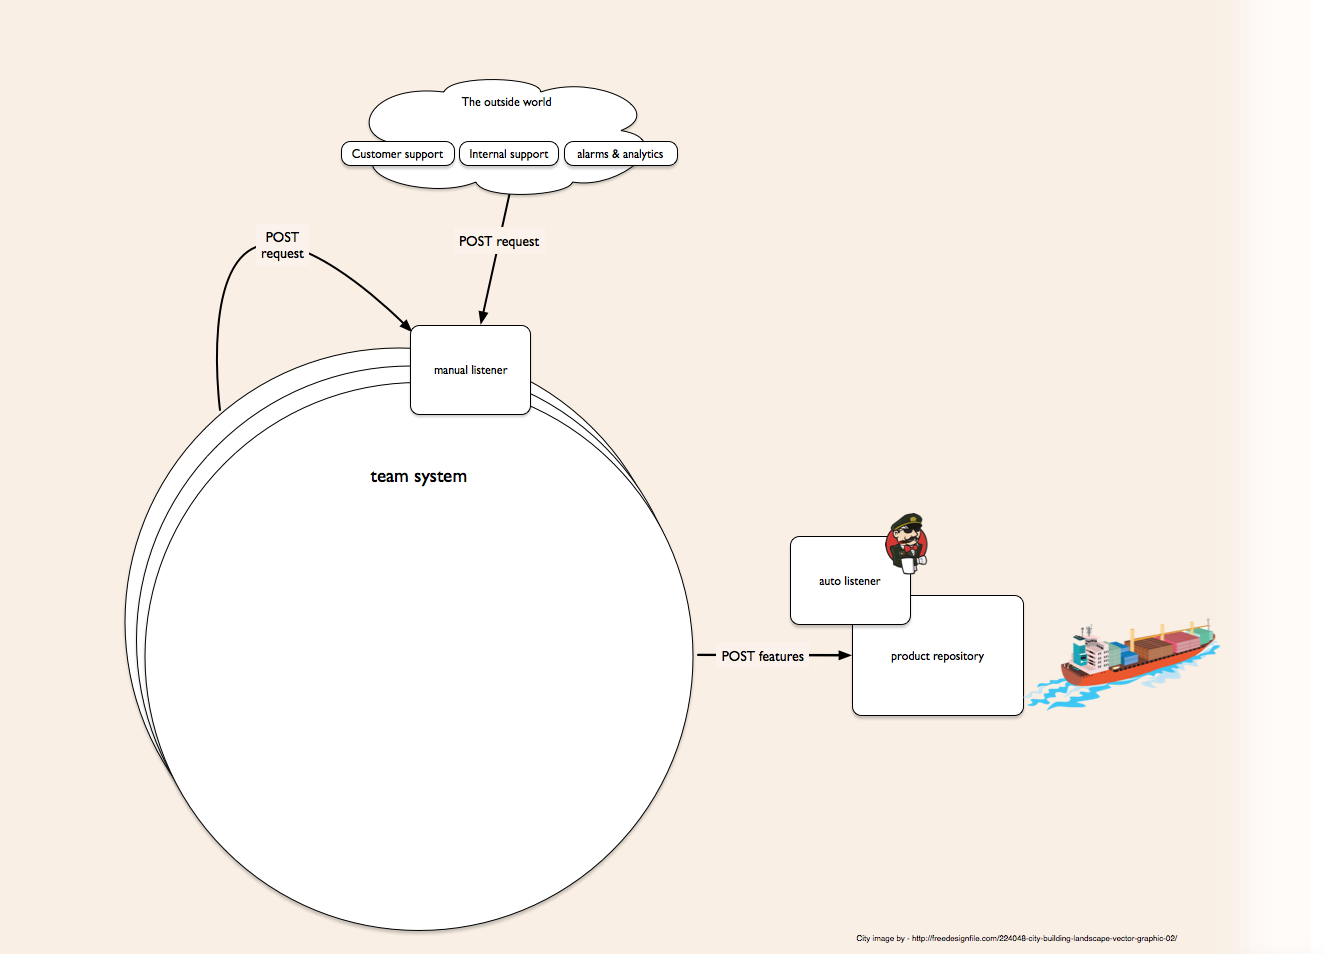 The outside world
Customer support
Internal support
alarms & analytics
POST
request
POST request
manual listener
team system
auto listener
POST features
product repository
City image by - http://freedesignfile.com/224048-city-building-landscape-vector-graphic-02/